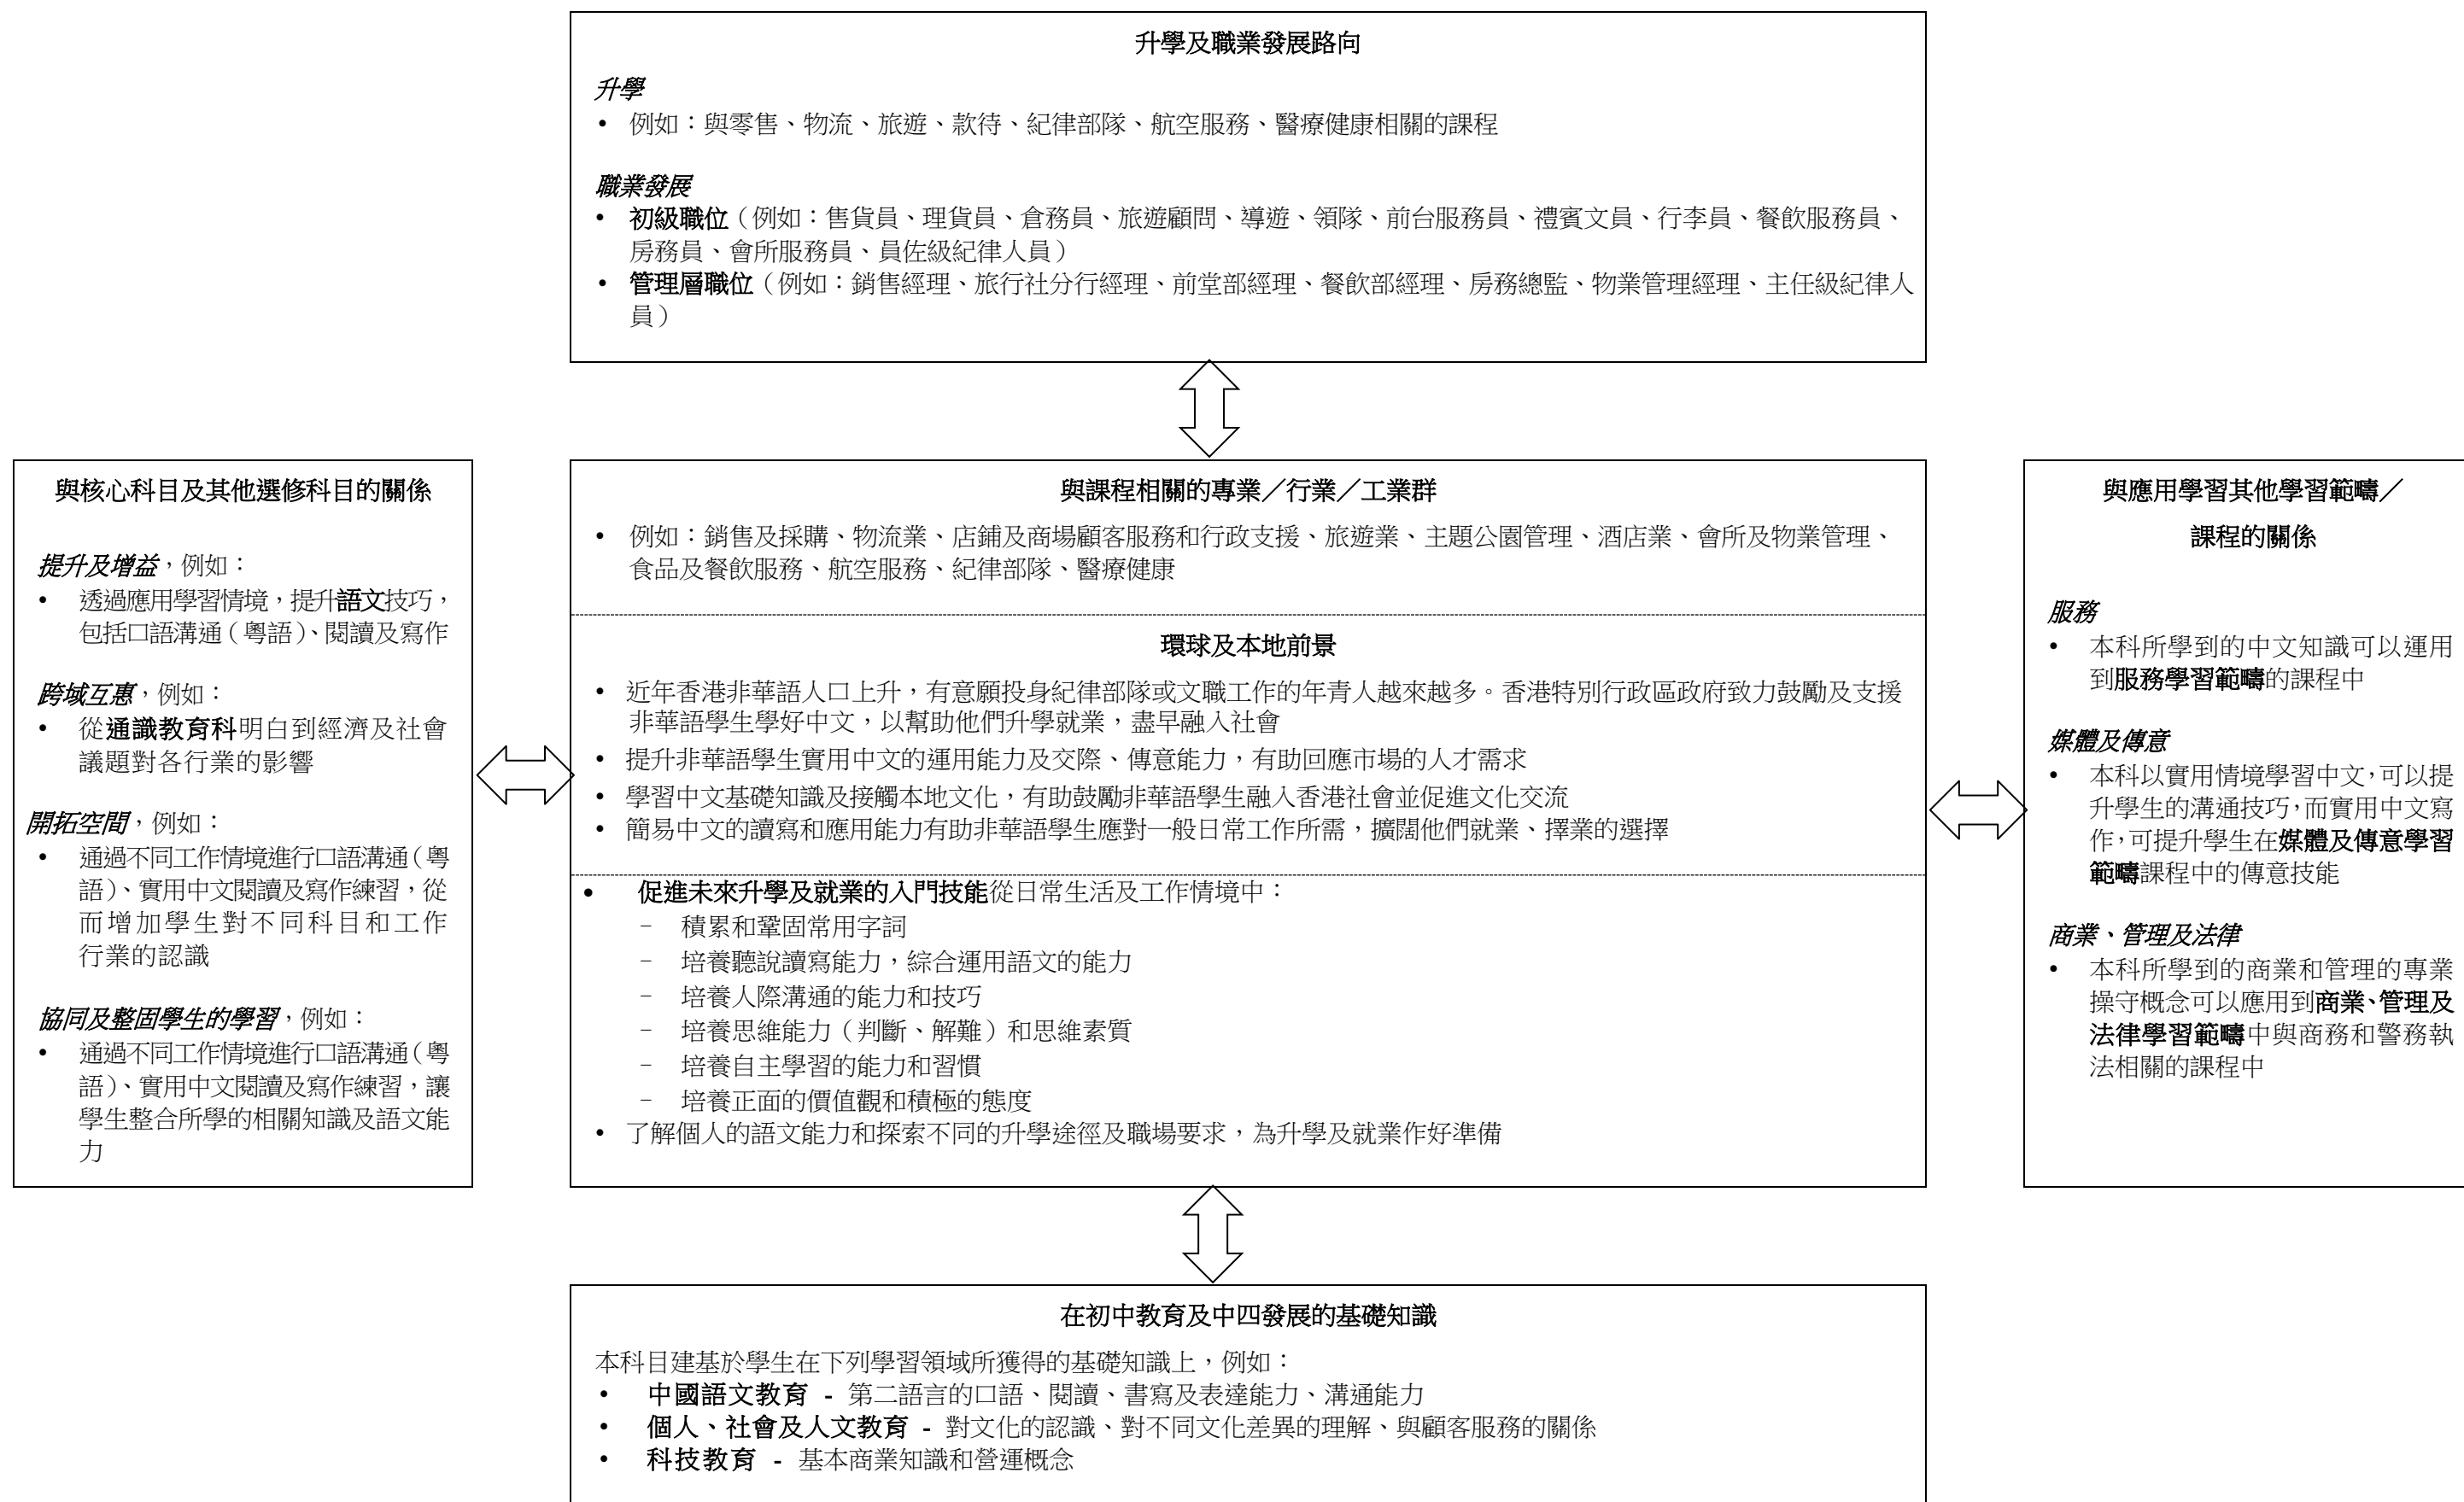 升學及職業發展路向
升學
• 例如：與零售、物流、旅遊、款待、紀律部隊、航空服務、醫療健康相關的課程
職業發展
• 初級職位（例如：售貨員、理貨員、倉務員、旅遊顧問、導遊、領隊、前台服務員、禮賓文員、行李員、餐飲服務員、
房務員、會所服務員、員佐級紀律人員）
• 管理層職位（例如：銷售經理、旅行社分行經理、前堂部經理、餐飲部經理、房務總監、物業管理經理、主任級紀律人
員）
與核心科目及其他選修科目的關係
提升及增益，例如：
• 透過應用學習情境，提升語文技巧，
包括口語溝通（粵語）、閱讀及寫作
跨域互惠，例如：
• 從通識教育科明白到經濟及社會
議題對各行業的影響
開拓空間，例如：
• 通過不同工作情境進行口語溝通（粵
語）、實用中文閱讀及寫作練習，從
而增加學生對不同科目和工作
行業的認識
協同及整固學生的學習，例如：
• 通過不同工作情境進行口語溝通（粵
語）、實用中文閱讀及寫作練習，讓
學生整合所學的相關知識及語文能
力
與課程相關的專業／行業／工業群
• 例如：銷售及採購、物流業、店鋪及商場顧客服務和行政支援、旅遊業、主題公園管理、酒店業、會所及物業管理、
食品及餐飲服務、航空服務、紀律部隊、醫療健康
環球及本地前景
• 近年香港非華語人口上升，有意願投身紀律部隊或文職工作的年青人越來越多。香港特別行政區政府致力鼓勵及支援
非華語學生學好中文，以幫助他們升學就業，盡早融入社會
• 提升非華語學生實用中文的運用能力及交際、傳意能力，有助回應市場的人才需求
• 學習中文基礎知識及接觸本地文化，有助鼓勵非華語學生融入香港社會並促進文化交流
• 簡易中文的讀寫和應用能力有助非華語學生應對一般日常工作所需，擴闊他們就業、擇業的選擇
• 促進未來升學及就業的入門技能從日常生活及工作情境中：
－ 積累和鞏固常用字詞
－ 培養聽說讀寫能力，綜合運用語文的能力
－ 培養人際溝通的能力和技巧
－ 培養思維能力（判斷、解難）和思維素質
－ 培養自主學習的能力和習慣
－ 培養正面的價值觀和積極的態度
• 了解個人的語文能力和探索不同的升學途徑及職場要求，為升學及就業作好準備
與應用學習其他學習範疇／
課程的關係
服務
• 本科所學到的中文知識可以運用
到服務學習範疇的課程中
媒體及傳意
• 本科以實用情境學習中文，可以提
升學生的溝通技巧，而實用中文寫
作，可提升學生在媒體及傳意學習
範疇課程中的傳意技能
商業、管理及法律
• 本科所學到的商業和管理的專業
操守概念可以應用到商業、管理及
法律學習範疇中與商務和警務執
法相關的課程中
在初中教育及中四發展的基礎知識
本科目建基於學生在下列學習領域所獲得的基礎知識上，例如：
• 中國語文教育 - 第二語言的口語、閱讀、書寫及表達能力、溝通能力
• 個人、社會及人文教育 - 對文化的認識、對不同文化差異的理解、與顧客服務的關係
• 科技教育 - 基本商業知識和營運概念